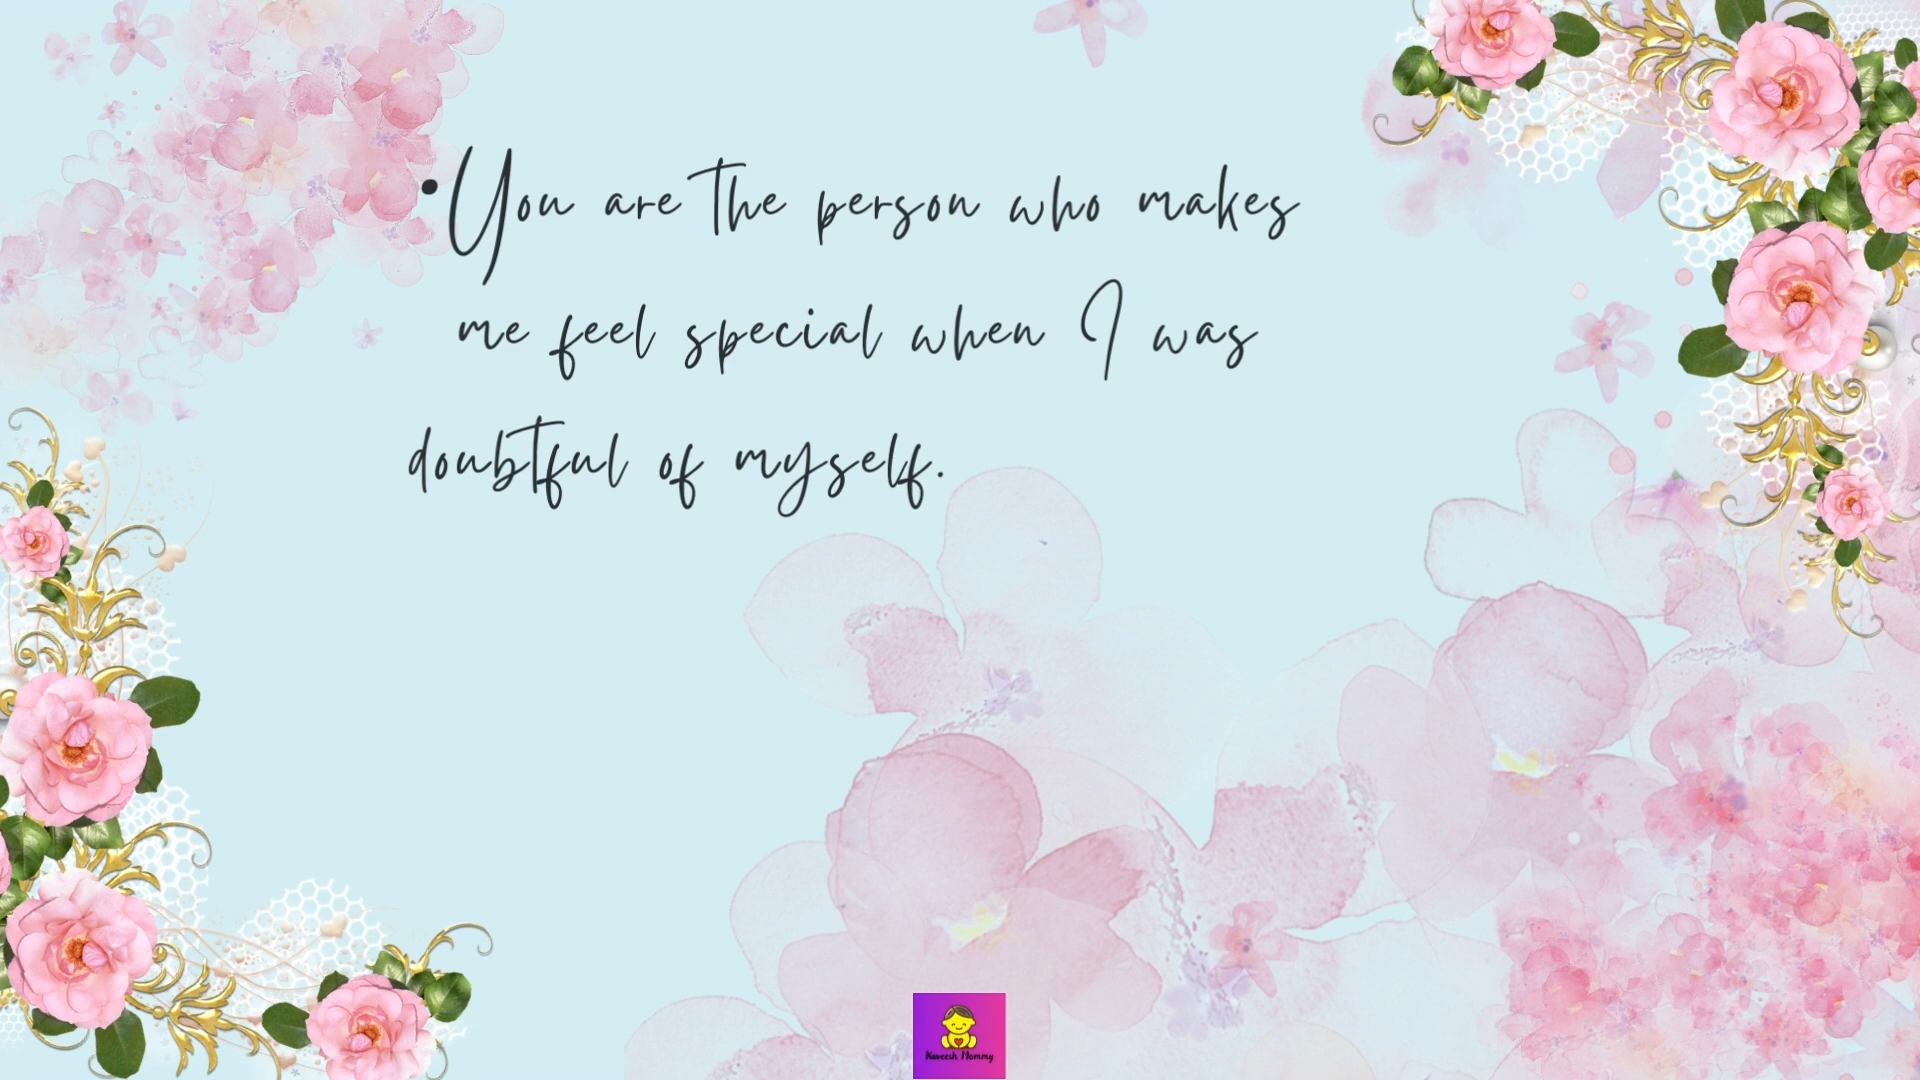 •You are the person who makes
me feel special when I was
doubtful of myself.
Kaveesh Mommy